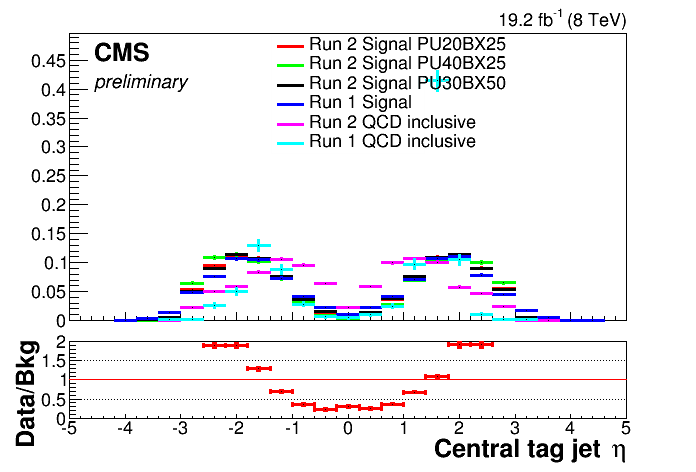 19.2 fb⁻¹ (8 TeV)
CMS
preliminary
Run 2 Signal PU20BX25
Run 2 Signal PU40BX25
Run 2 Signal PU30BX50
Run 1 Signal
Run 2 QCD inclusive
Run 1 QCD inclusive
0.45
0.4
0.35
0.3
0.25
0.2
0.15
0.1
0.05
0
Data/Bkg
2
1.5
1
0.5
0
-5 -4 -3 -2 -1 0 1 2 3 4 5
Central tag jet η